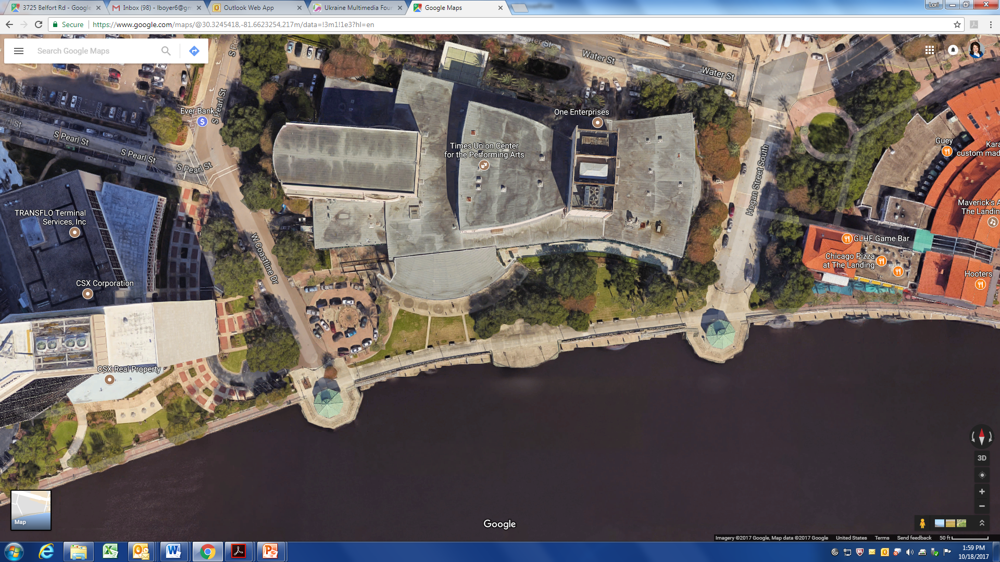 3725 Belfort Rd - Google
Inbox (98) - lboyer6@gm
Outlook Web App
Ukraine Multimedia Four
Google Maps
Lori
Secure
https://www.google.com/maps/@30.3245418,-81.6623254,217m/data=!3m1!1e3?hl=en
Search Google Maps
S Pearl St
Water St
Water St
Water St
Ever Bank
S Pearl St
One Enterprises
S Pearl St
S Pearl St
S Pearl St
Times Union Center
for the Performing Arts
Hogan Street South
Guey
Kara
custom mad
TRANSFLO Terminal
Services, Inc
Maverick's A
The Landin
W Coastline Dr
GLHF Game Bar
Chicago Pizza
at The Landing
Hooters
CSX Corporation
CSX Real Property
3D
Map
Google
Imagery ©2017 Google, Map data ©2017 Google
United States
Terms
Send feedback
50 ft
1:59 PM
10/18/2017